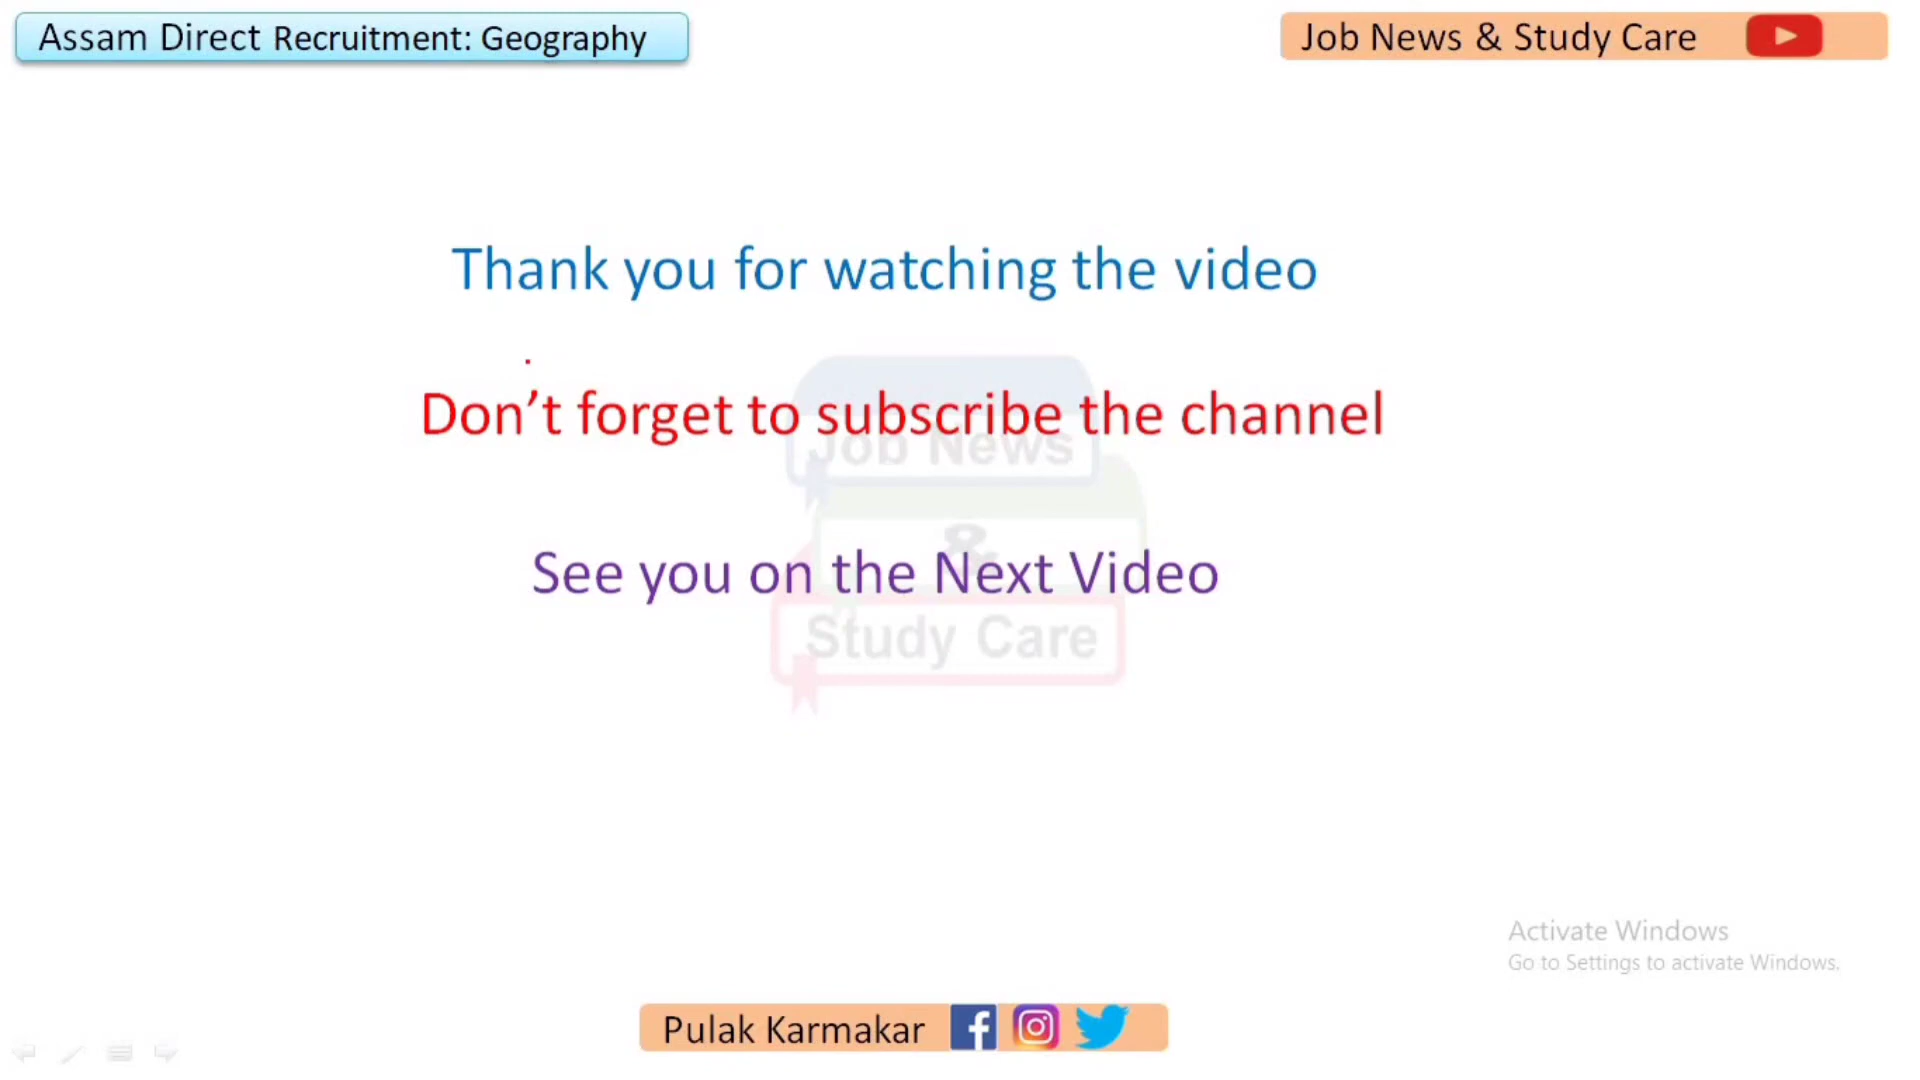 Assam Direct Recruitment: Geography
Job News & Study Care
Thank you for watching the video
Don’t forget to subscribe the channel
Job News
&
See you on the Next Video
Study Care
Activate Windows
Go to Settings to activate Windows.
Pulak Karmakar